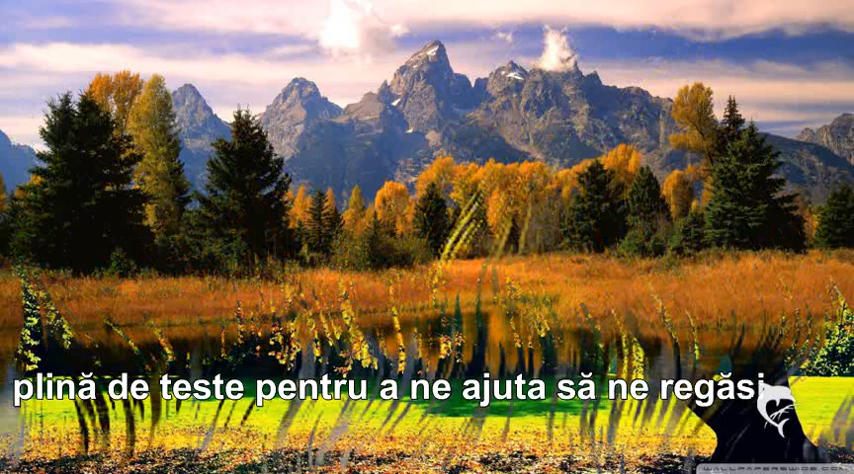 plină de teste pentru a ne ajuta să ne regăsi